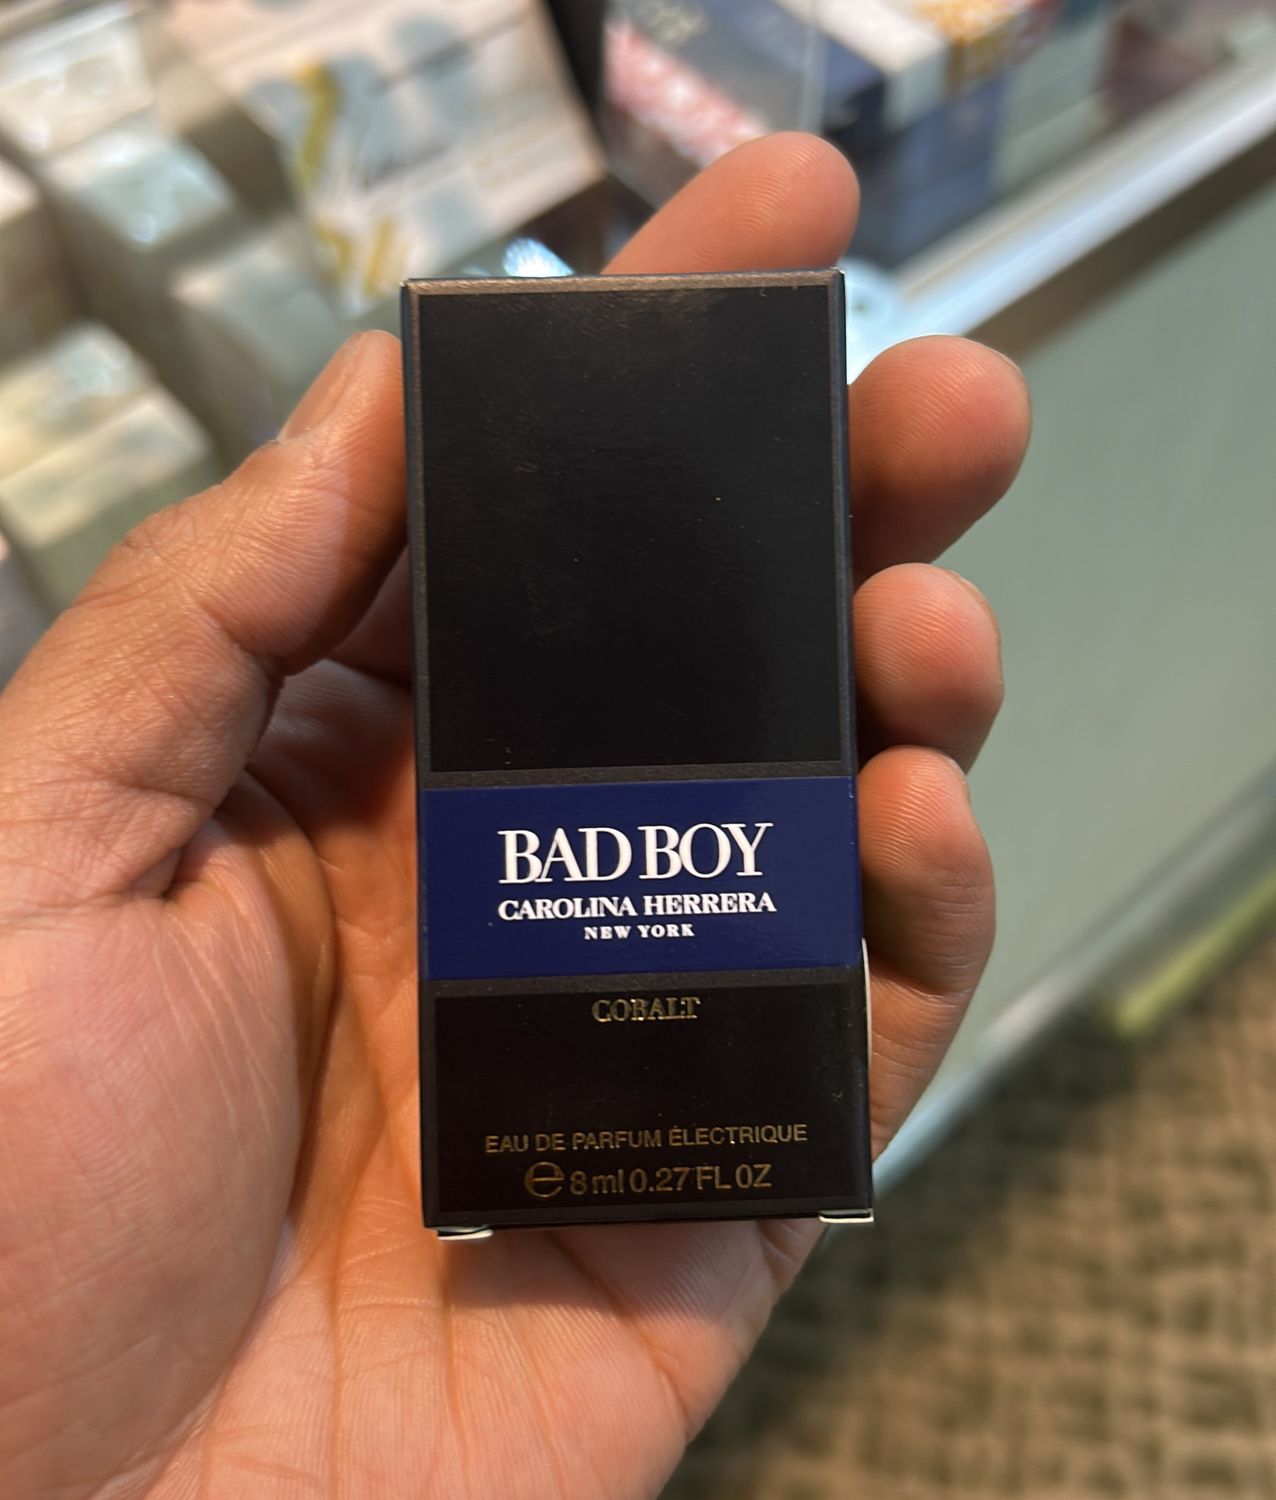 BAD BOY
CAROLINA HERRERA
NEW YORK
COBALT
EAU DE PARFUM ÉLECTRIQUE
℮ 8 ml 0.27 FL OZ